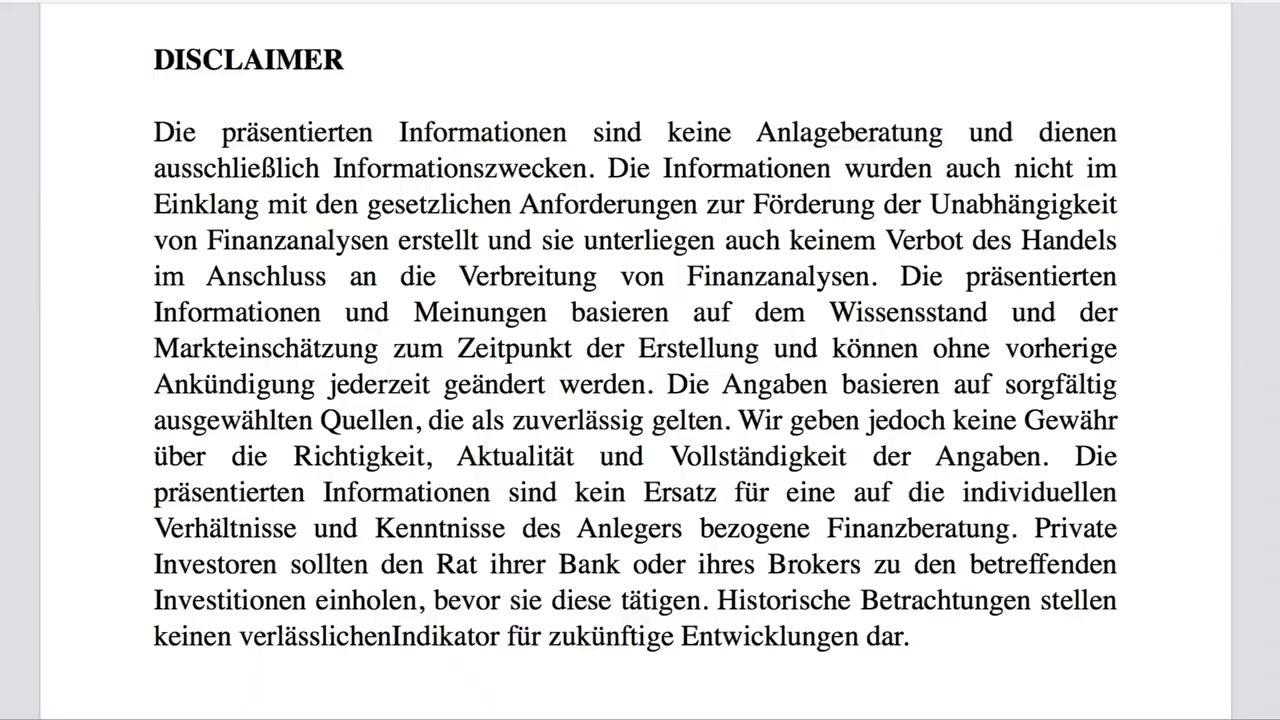 DISCLAIMER
Die präsentierten Informationen sind keine Anlageberatung und dienen
ausschließlich Informationszwecken. Die Informationen wurden auch nicht im
Einklang mit den gesetzlichen Anforderungen zur Förderung der Unabhängigkeit
von Finanzanalysen erstellt und sie unterliegen auch keinem Verbot des Handels
im Anschluss an die Verbreitung von Finanzanalysen. Die präsentierten
Informationen und Meinungen basieren auf dem Wissensstand und der
Markteinschätzung zum Zeitpunkt der Erstellung und können ohne vorherige
Ankündigung jederzeit geändert werden. Die Angaben basieren auf sorgfältig
ausgewählten Quellen, die als zuverlässig gelten. Wir geben jedoch keine Gewähr
über die Richtigkeit, Aktualität und Vollständigkeit der Angaben. Die
präsentierten Informationen sind kein Ersatz für eine auf die individuellen
Verhältnisse und Kenntnisse des Anlegers bezogene Finanzberatung. Private
Investoren sollten den Rat ihrer Bank oder ihres Brokers zu den betreffenden
Investitionen einholen, bevor sie diese tätigen. Historische Betrachtungen stellen
keinen verlässlichenIndikator für zukünftige Entwicklungen dar.